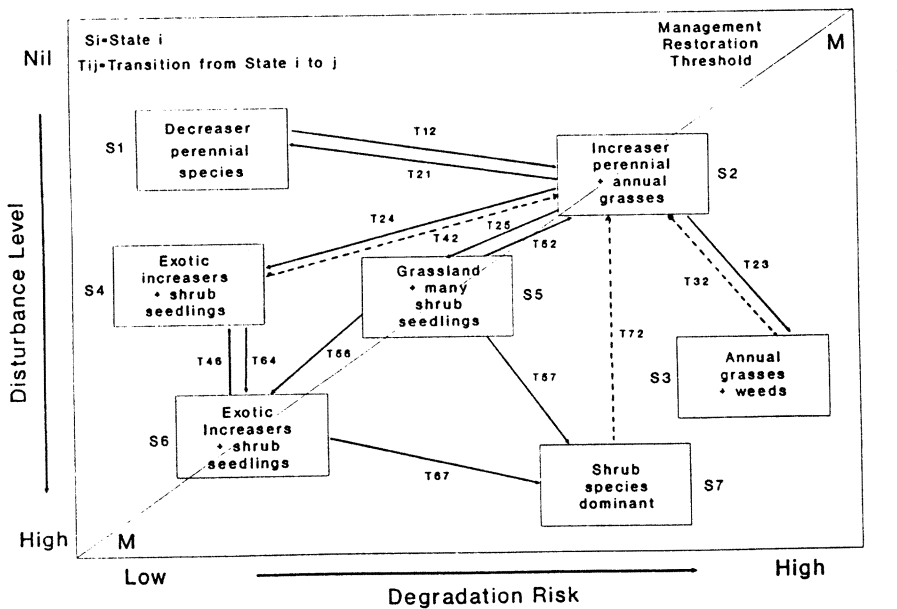 Si=State i
Tij=Transition from State i to j
Management
Restoration
Threshold
M
Nil
S1
Decreaser
perennial
species
T12
T21
Increaser
perennial
+ annual
grasses
S2
T24
T42
T25
T52
T23
T32
S4
Exotic
increasers
+ shrub
seedlings
Grassland
+ many
shrub
seedlings
S5
T46
T64
T56
T57
T72
S3
Annual
grasses
+ weeds
S6
Exotic
Increasers
+ shrub
seedlings
T67
Shrub
species
dominant
S7
Disturbance Level
High
M
Low
Degradation Risk
High